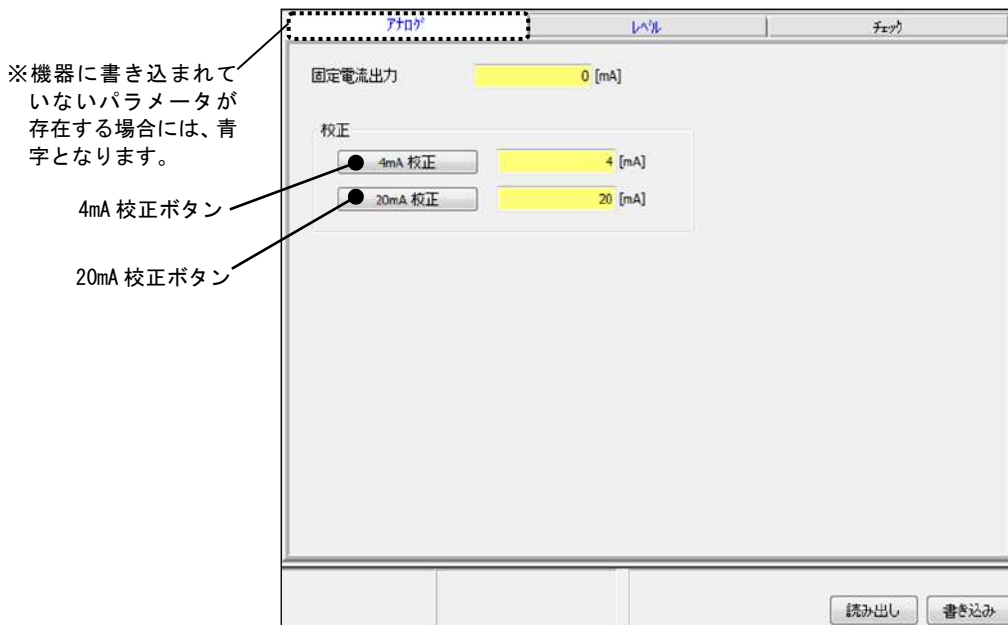 ｱﾅﾛｸﾞ ﾚﾍﾞﾙ ﾁｪｯｸ
※機器に書き込まれて
いないパラメータが
存在する場合には、青
字となります。
固定電流出力 0 [mA]
校正
4mA 校正 4 [mA]
20mA 校正 20 [mA]
4mA 校正ボタン
20mA 校正ボタン
読み出し 書き込み